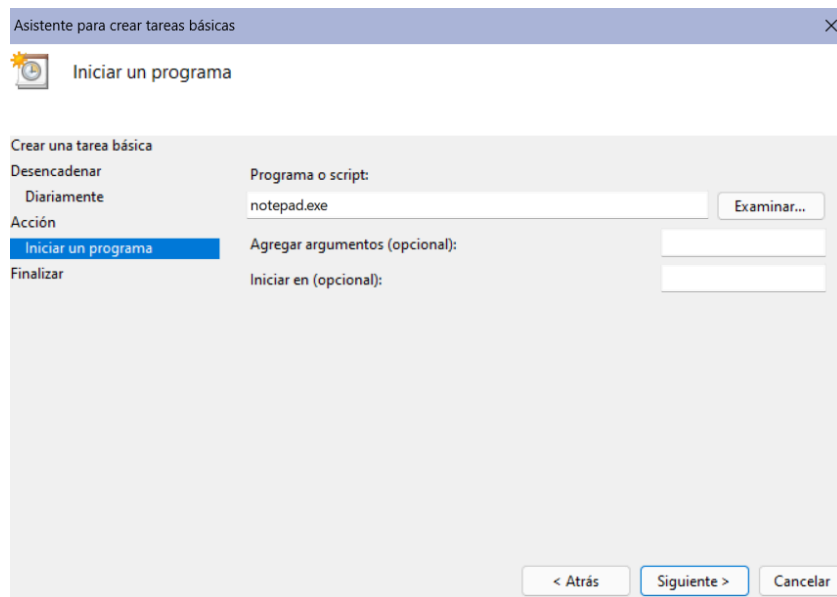 Asistente para crear tareas básicas
Iniciar un programa
Crear una tarea básica
Desencadenar
Diariamente
Acción
Iniciar un programa
Finalizar
Programa o script:
notepad.exe
Examinar...
Agregar argumentos (opcional):
Iniciar en (opcional):
< Atrás
Siguiente >
Cancelar